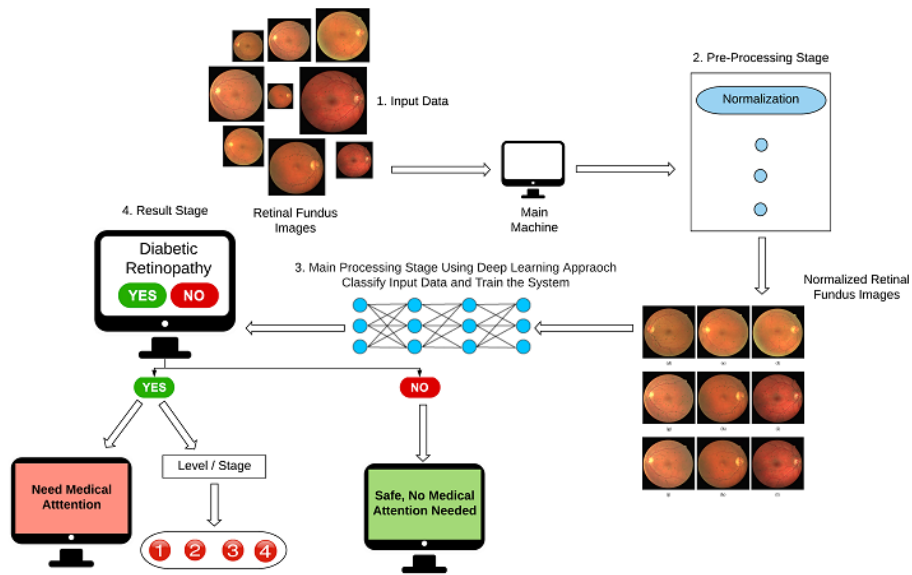 1. Input Data
Retinal Fundus
Images
Main
Machine
2. Pre-Processing Stage
Normalization
Normalized Retinal
Fundus Images
3. Main Processing Stage Using Deep Learning Appraoch
Classify Input Data and Train the System
4. Result Stage
Diabetic
Retinopathy
YES
NO
YES
NO
Need Medical
Atttention
Level / Stage
1
2
3
4
Safe, No Medical
Attention Needed